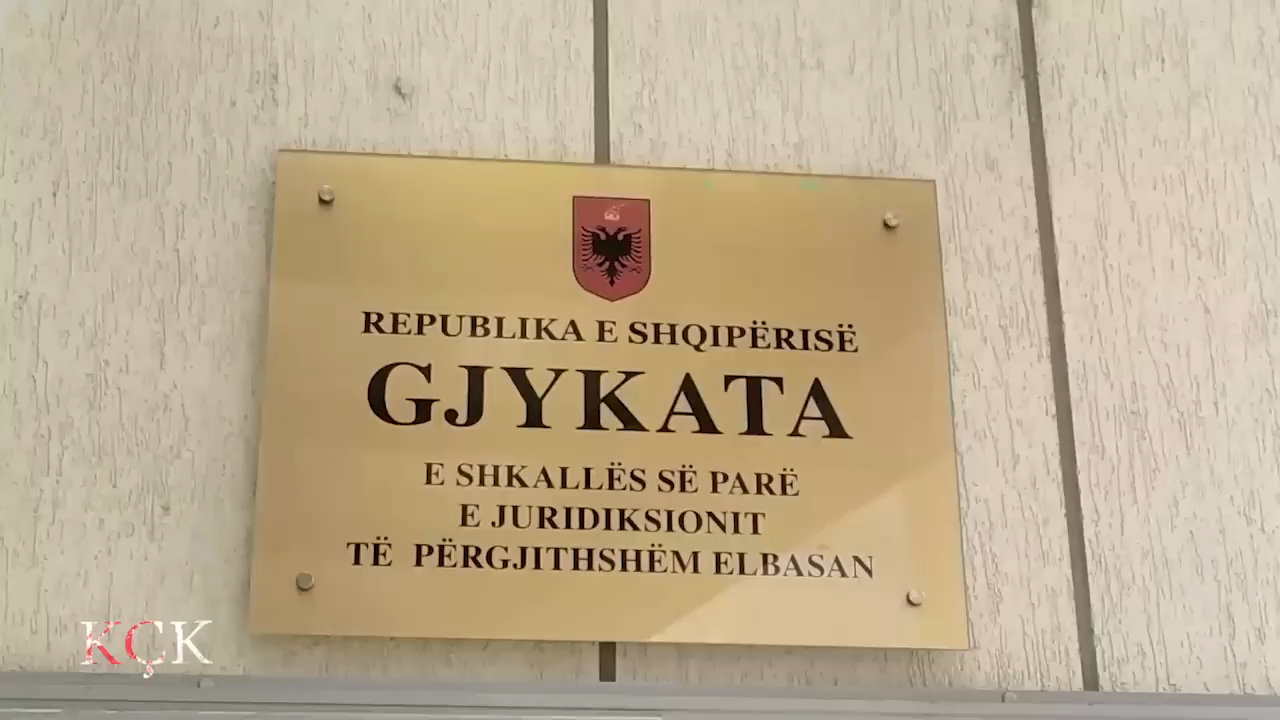 REPUBLIKA E SHQIPËRISË
GJYKATA
E SHKALLËS SË PARË
E JURIDIKSIONIT
TË PËRGJITHSHËM ELBASAN
KÇK